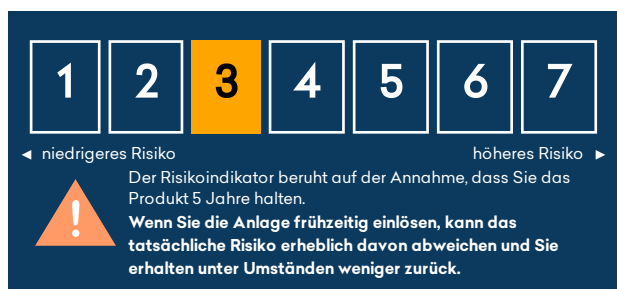 1 2 3 4 5 6 7
◄ niedrigeres Risiko höheres Risiko ►
Der Risikoindikator beruht auf der Annahme, dass Sie das
Produkt 5 Jahre halten.
Wenn Sie die Anlage frühzeitig einlösen, kann das
tatsächliche Risiko erheblich davon abweichen und Sie
erhalten unter Umständen weniger zurück.
!